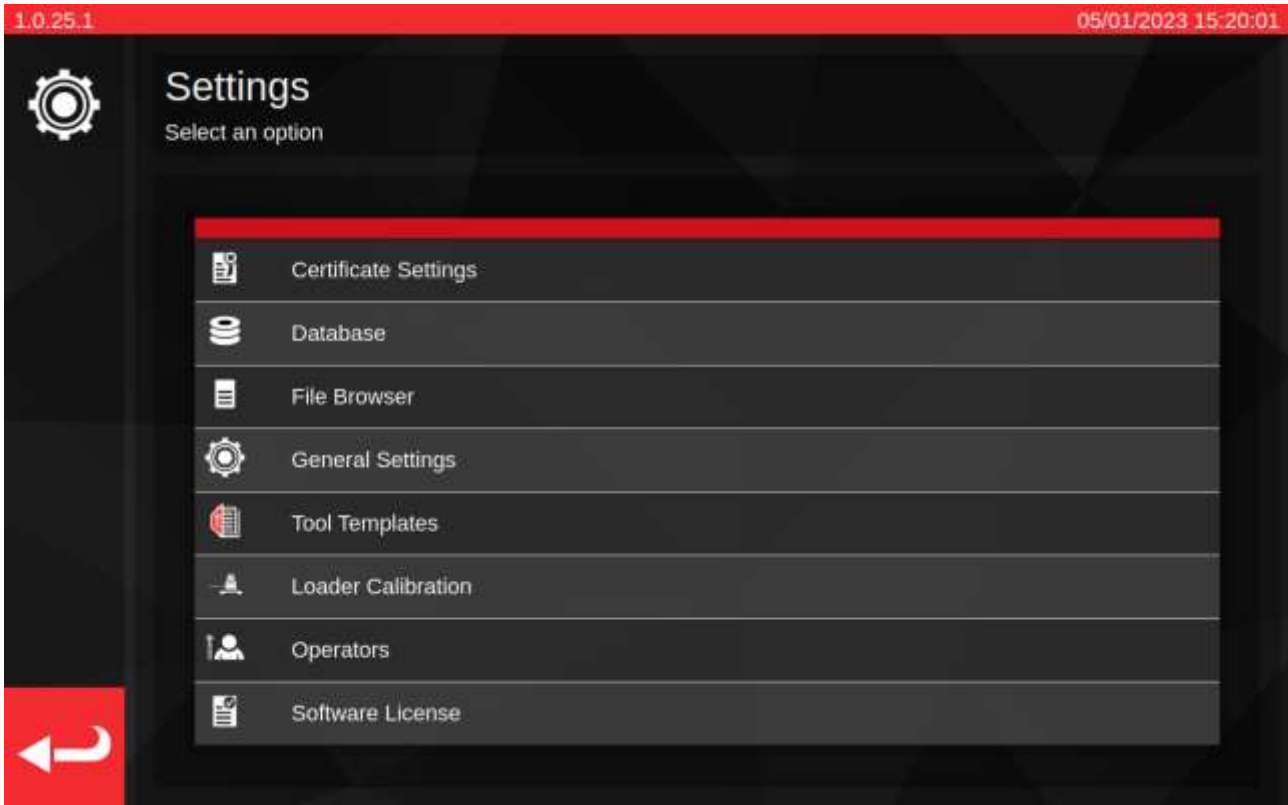 1.0.25.1
05/01/2023 15:20:01
Settings
Select an option
Certificate Settings
Database
File Browser
General Settings
Tool Templates
Loader Calibration
Operators
Software License